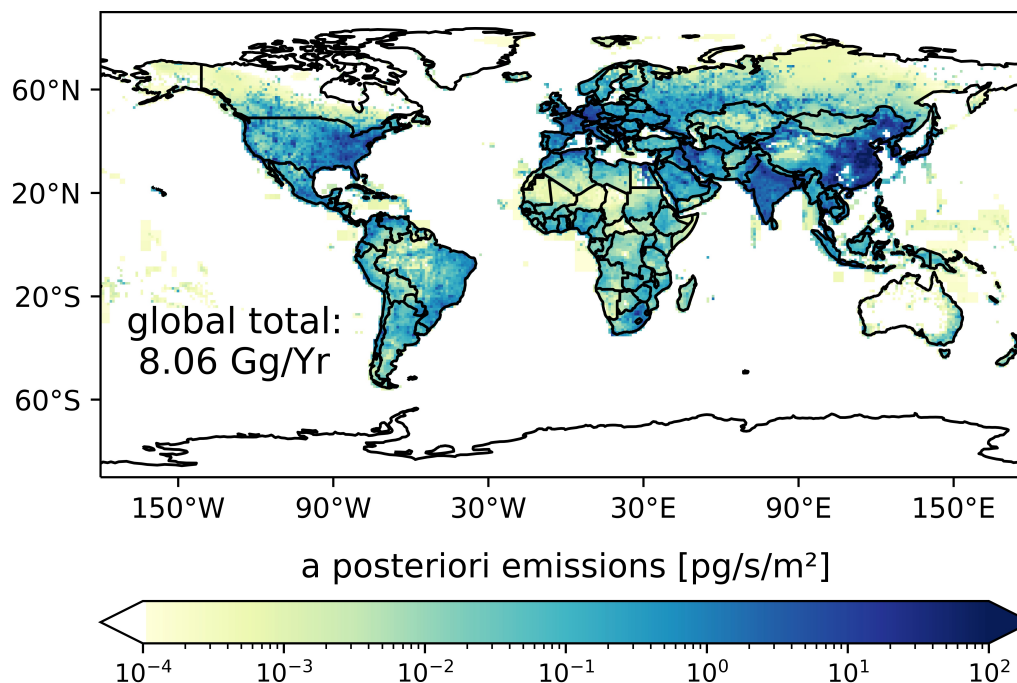 60°N
20°N
20°S
60°S
global total:
8.06 Gg/Yr
150°W 90°W 30°W 30°E 90°E 150°E
a posteriori emissions [pg/s/m²]
10⁻⁴ 10⁻³ 10⁻² 10⁻¹ 10⁰ 10¹ 10²